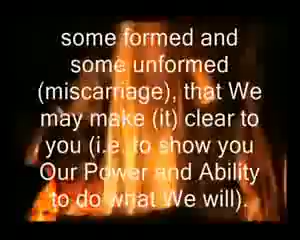 some formed and
some unformed
(miscarriage), that We
may make (it) clear to
you (i.e. to show you
Our Power and Ability
to do what We will).